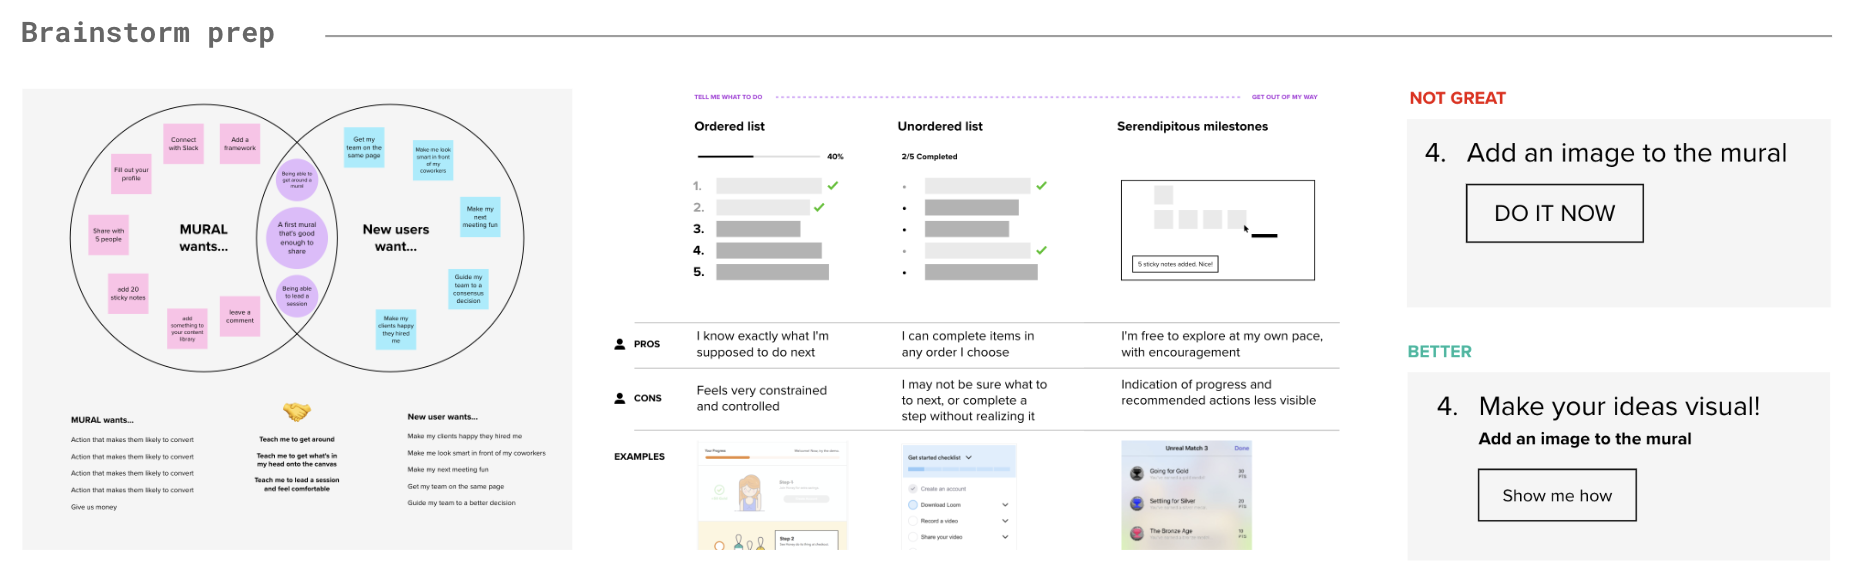 Brainstorm prep
Connect
with Slack
Add a
framework
Fill out your
profile
Share with
5 people
add 20
sticky notes
add
something to
your content
library
leave a
comment
MURAL
wants...
Being able to
get around a
mural
A first mural
that's good
enough to
share
Being able
to lead a
session
New users
want...
Get my
team on the
same page
Make me look
smart in front
of my
coworkers
Make my
next
meeting fun
Guide my
team to a
consensus
decision
Make my
clients happy
they hired
me
MURAL wants...
Action that makes them likely to convert
Action that makes them likely to convert
Action that makes them likely to convert
Action that makes them likely to convert
Give us money
Teach me to get around
Teach me to get what's in
my head onto the canvas
Teach me to lead a session
and feel comfortable
New user wants...
Make my clients happy they hired me
Make me look smart in front of my coworkers
Make my next meeting fun
Get my team on the same page
Guide my team to a better decision
TELL ME WHAT TO DO
GET OUT OF MY WAY
Ordered list
40%
1.
2.
3.
4.
5.
Unordered list
2/5 Completed
Serendipitous milestones
5 sticky notes added. Nice!
PROS
I know exactly what I'm
supposed to do next
I can complete items in
any order I choose
I'm free to explore at my own pace,
with encouragement
CONS
Feels very constrained
and controlled
I may not be sure what to
to next, or complete a
step without realizing it
Indication of progress and
recommended actions less visible
EXAMPLES
Your Progress
Step 1
Step 2
Get started checklist
Create an account
Download Loom
Record a video
Share your video
Unreal Match 3
Done
Going for Gold
Settling for Silver
The Bronze Age
NOT GREAT
4. Add an image to the mural
DO IT NOW
BETTER
4. Make your ideas visual!
Add an image to the mural
Show me how